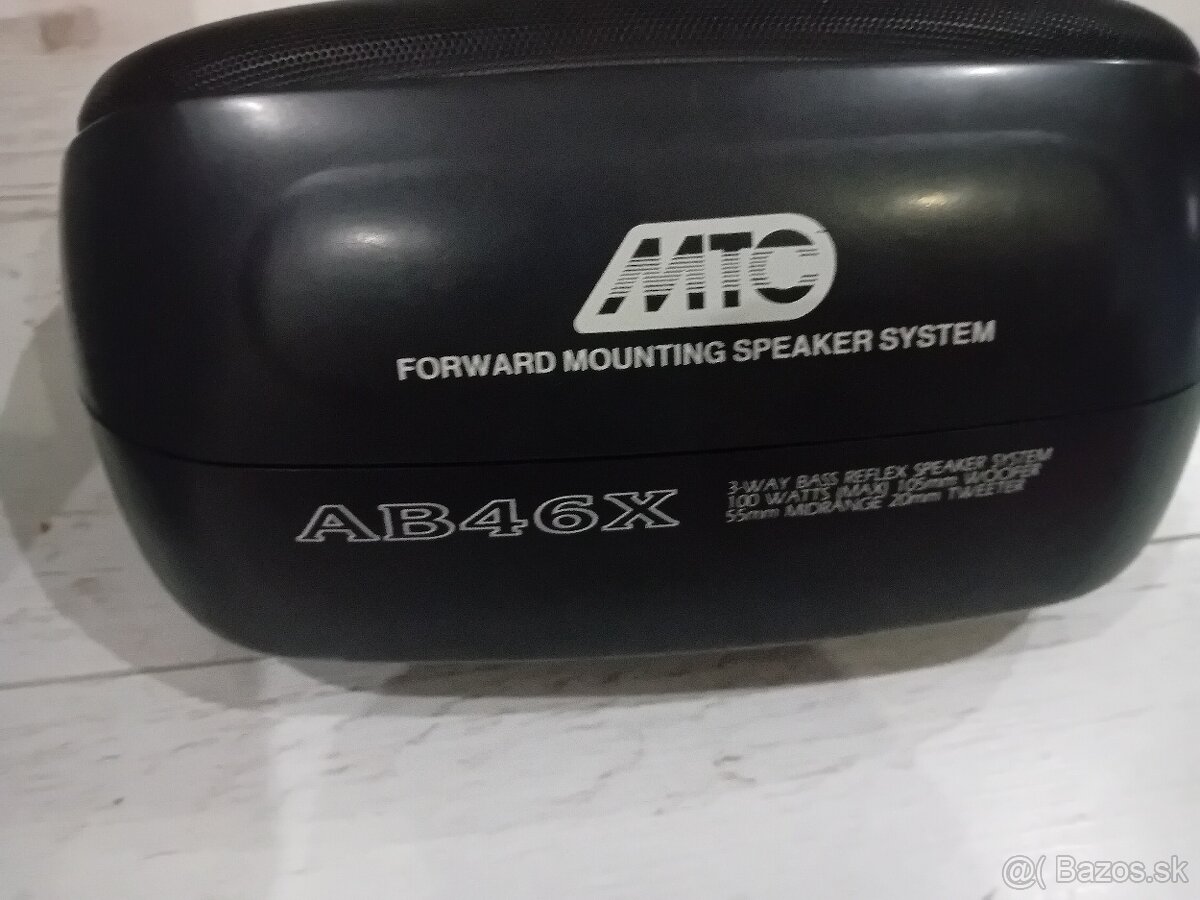 MTC
FORWARD MOUNTING SPEAKER SYSTEM
AB46X
3-WAY BASS REFLEX SPEAKER SYSTEM
100 WATTS (MAX) 105mm WOOFER
55mm MIDRANGE 20mm TWEETER
@( Bazos.sk